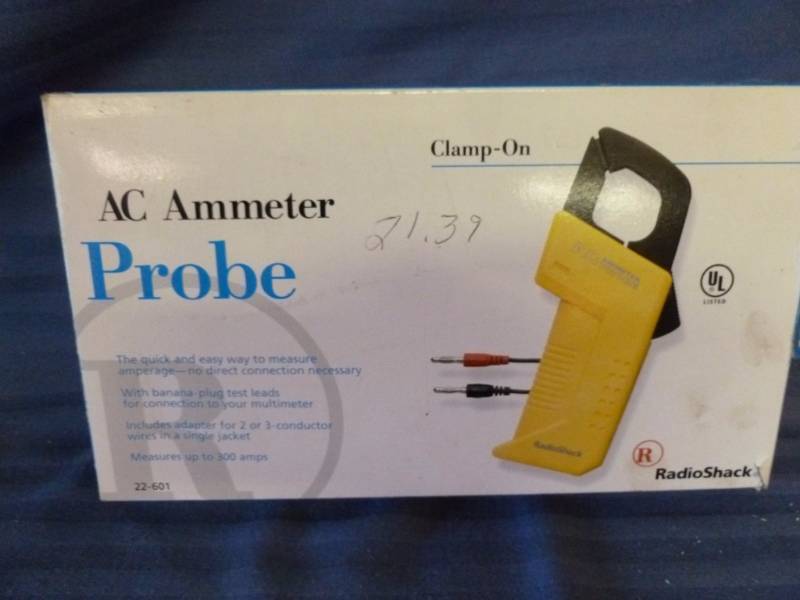 Clamp-On
AC Ammeter
21.39
Probe
UL
LISTED
The quick and easy way to measure
amperage—no direct connection necessary
With banana-plug test leads
for connection to your multimeter
Includes adapter for 2 or 3-conductor
wires in a single jacket
Measures up to 300 amps
22-601
RadioShack
R
RadioShack